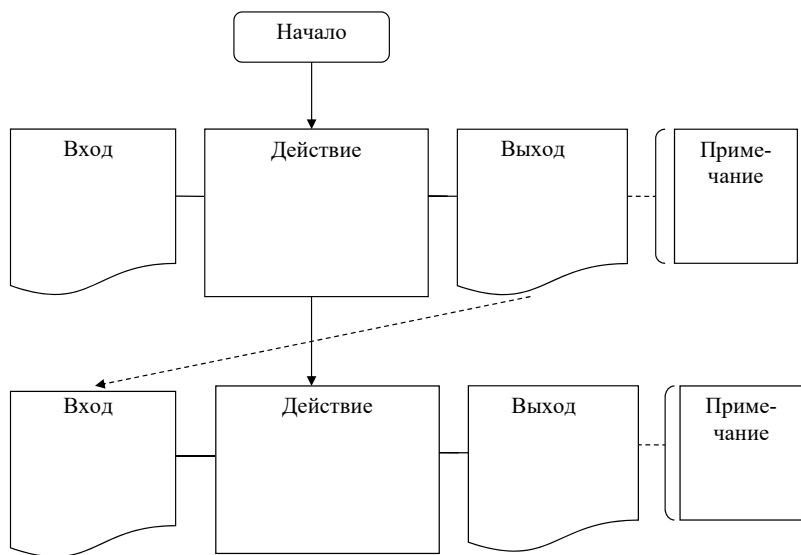 Начало
Вход
Действие
Выход
Приме-
чание
Вход
Действие
Выход
Приме-
чание